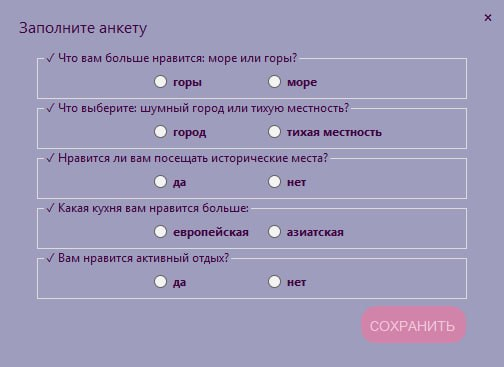 Заполните анкету
×
✓ Что вам больше нравится: море или горы?
горы море
✓ Что выберите: шумный город или тихую местность?
город тихая местность
✓ Нравится ли вам посещать исторические места?
да нет
✓ Какая кухня вам нравится больше:
европейская азиатская
✓ Вам нравится активный отдых?
да нет
СОХРАНИТЬ